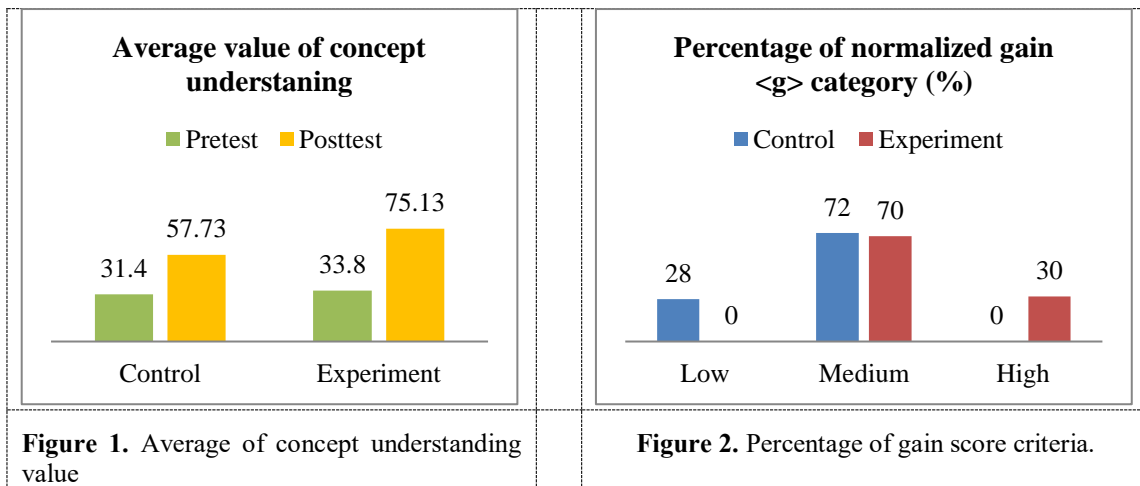 Average value of concept
understaning
Pretest Posttest
75.13
57.73
31.4
33.8
Control Experiment
Figure 1. Average of concept understanding
value
Percentage of normalized gain
<g> category (%)
Control Experiment
72 70
28
30
0
0
Low Medium High
Figure 2. Percentage of gain score criteria.